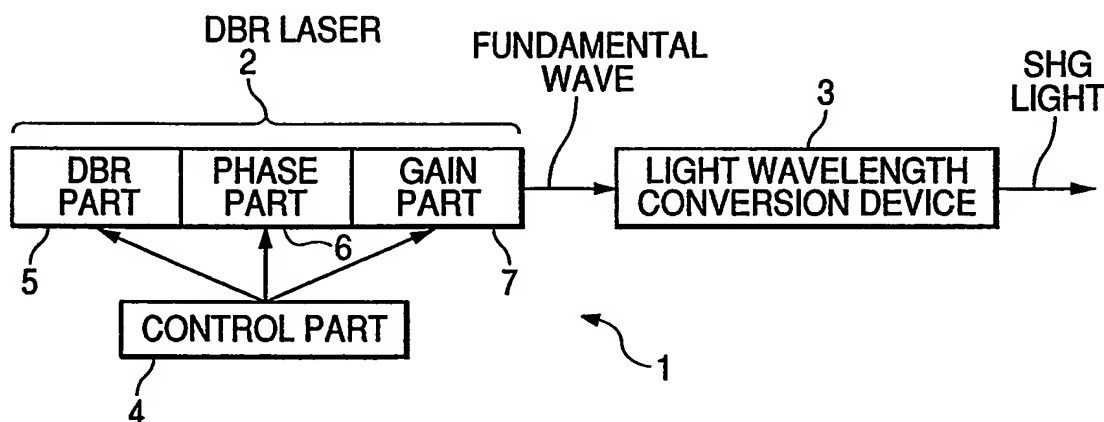 DBR LASER
2
FUNDAMENTAL
WAVE
SHG
LIGHT
3
DBR
PART
PHASE
PART
GAIN
PART
LIGHT WAVELENGTH
CONVERSION DEVICE
5
6
7
CONTROL PART
4
1